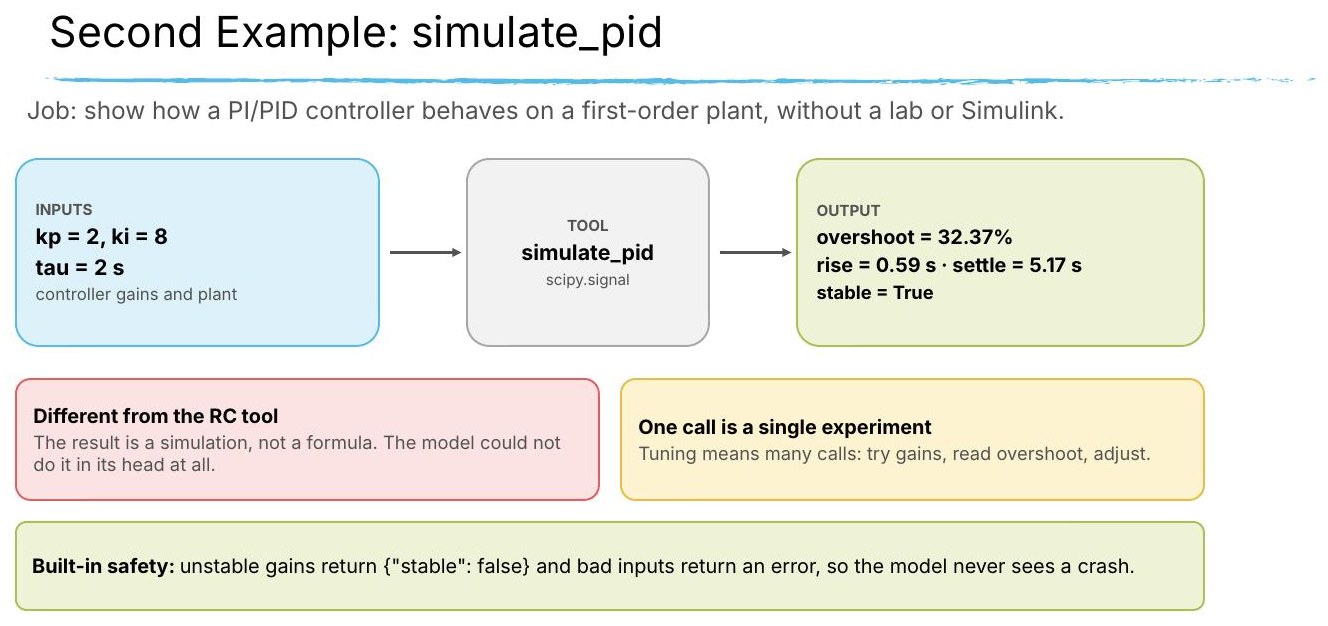 Second Example: simulate_pid
Job: show how a PI/PID controller behaves on a first-order plant, without a lab or Simulink.
INPUTS
kp = 2, ki = 8
tau = 2 s
controller gains and plant
TOOL
simulate_pid
scipy.signal
OUTPUT
overshoot = 32.37%
rise = 0.59 s · settle = 5.17 s
stable = True
Different from the RC tool
The result is a simulation, not a formula. The model could not
do it in its head at all.
One call is a single experiment
Tuning means many calls: try gains, read overshoot, adjust.
Built-in safety: unstable gains return {"stable": false} and bad inputs return an error, so the model never sees a crash.